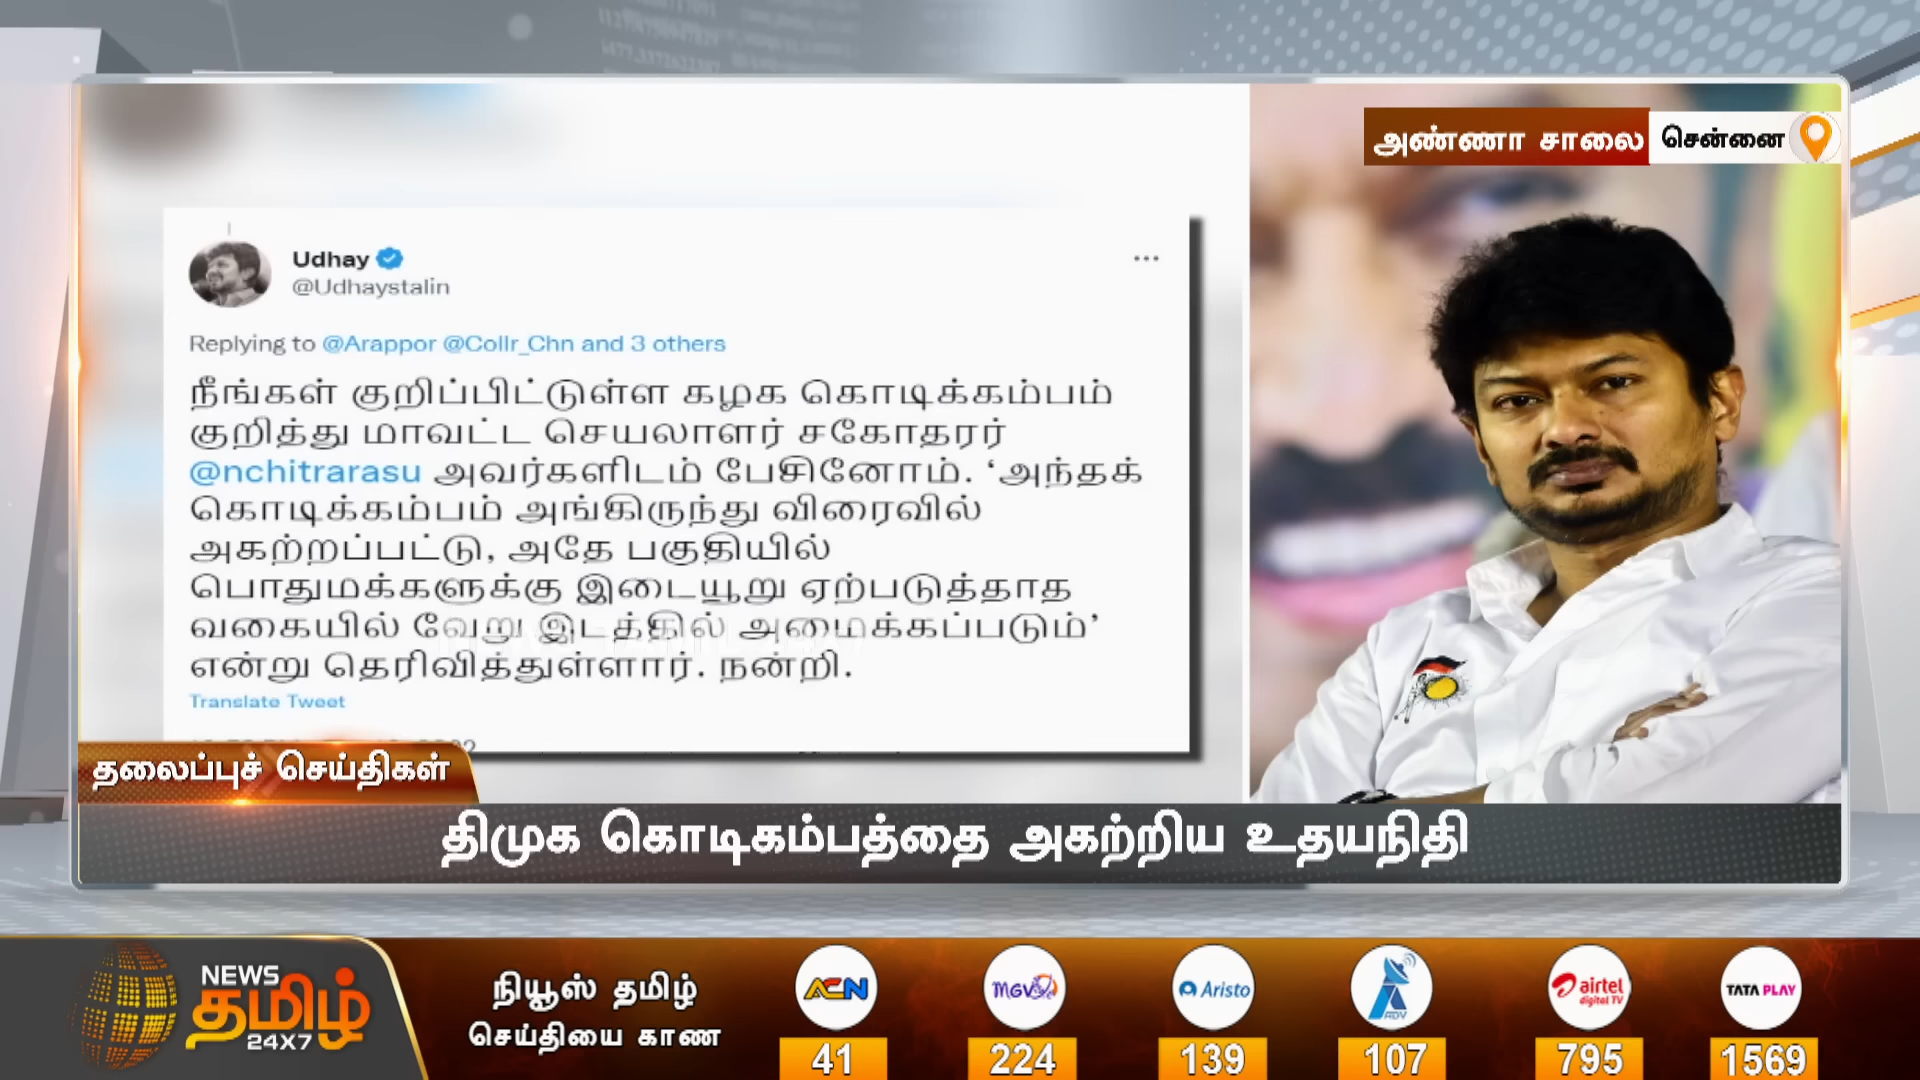 அண்ணா சாலை
சென்னை
Udhay
@Udhaystalin
Replying to @Arappor @Collr_Chn and 3 others
நீங்கள் குறிப்பிட்டுள்ள கழக கொடிக்கம்பம்
குறித்து மாவட்ட செயலாளர் சகோதரர்
@nchitrarasu அவர்களிடம் பேசினோம். ‘அந்தக்
கொடிக்கம்பம் அங்கிருந்து விரைவில்
அகற்றப்பட்டு, அதே பகுதியில்
பொதுமக்களுக்கு இடையூறு ஏற்படுத்தாத
வகையில் வேறு இடத்தில் அமைக்கப்படும்’
என்று தெரிவித்துள்ளார். நன்றி.
Translate Tweet
தலைப்புச் செய்திகள்
திமுக கொடிகம்பத்தை அகற்றிய உதயநிதி
NEWS
தமிழ்
24X7
நியூஸ் தமிழ்
செய்தியை காண
ACN
MGV
Aristo
ADV
airtel
digital TV
TATA PLAY
41
224
139
107
795
1569